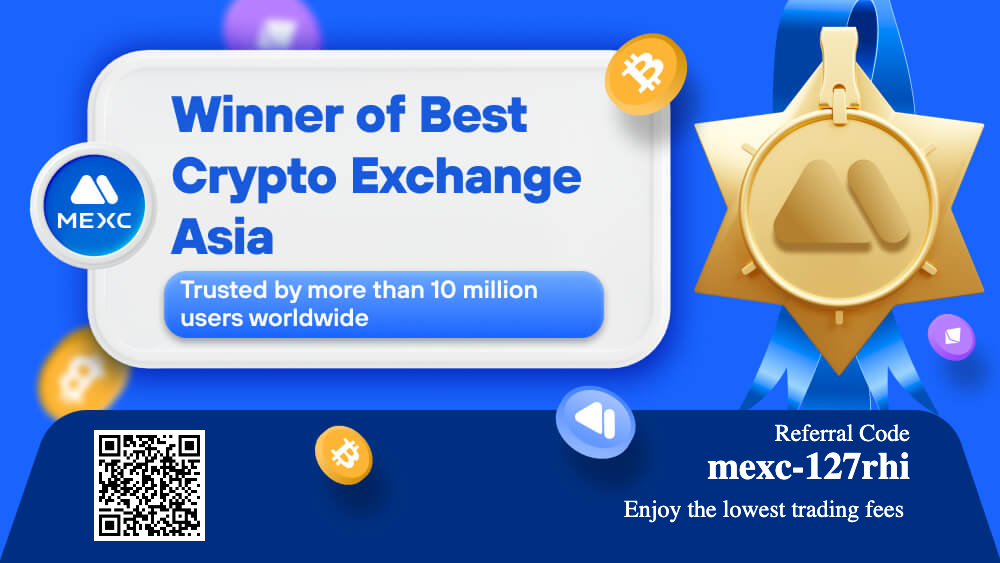 Winner of Best
Crypto Exchange
Asia
MEXC
Trusted by more than 10 million
users worldwide
Referral Code
mexc-127rhi
Enjoy the lowest trading fees